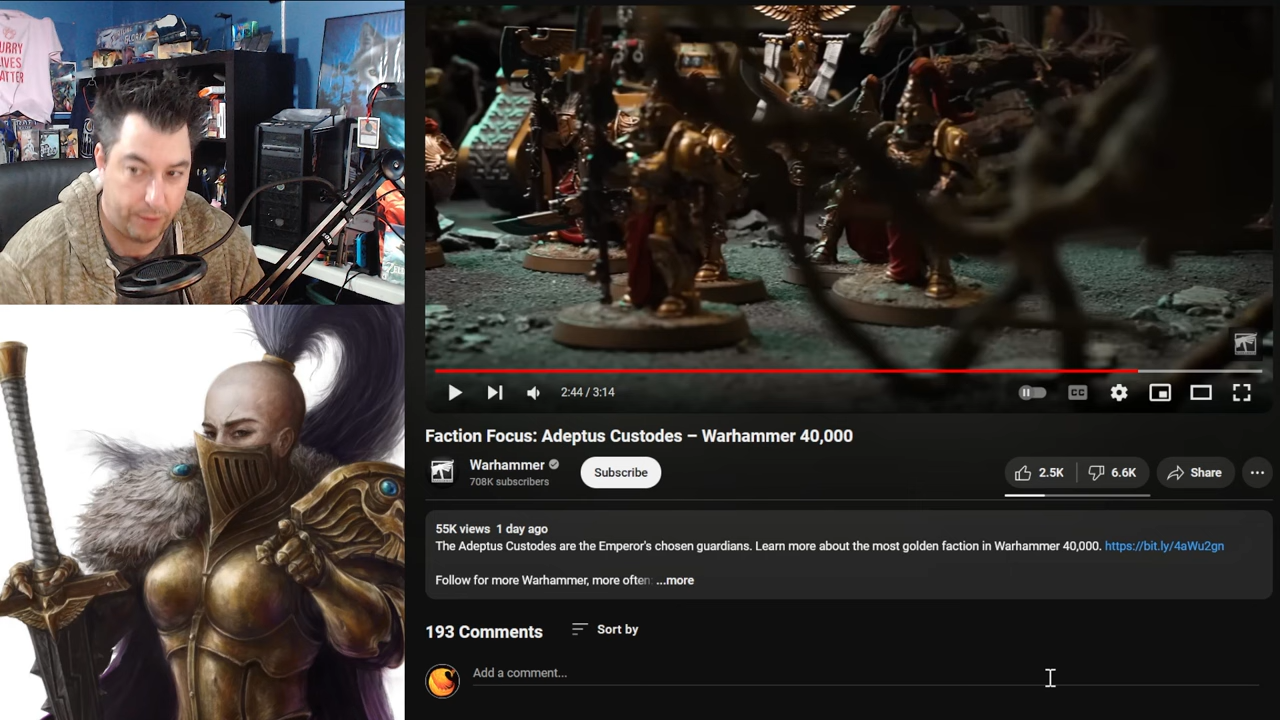 2:44 / 3:14
CC
Faction Focus: Adeptus Custodes – Warhammer 40,000
Warhammer
708K subscribers
Subscribe
2.5K
6.6K
Share
55K views 1 day ago
The Adeptus Custodes are the Emperor's chosen guardians. Learn more about the most golden faction in Warhammer 40,000. https://bit.ly/4aWu2gn
Follow for more Warhammer, more often: ...more
193 Comments
Sort by
Add a comment...